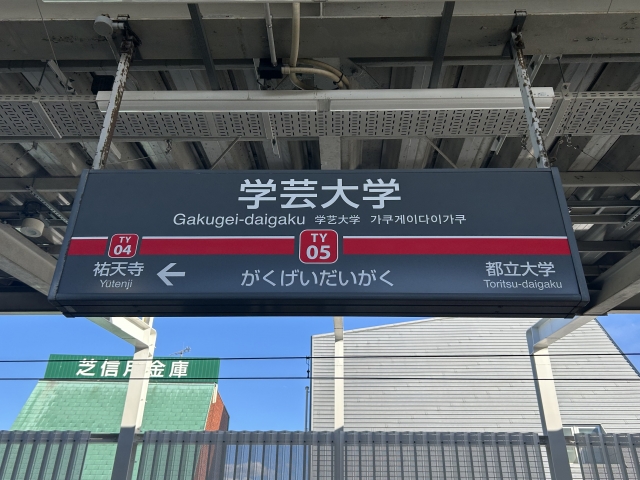 学芸大学
Gakugei-daigaku 学艺大学 가쿠게이다이가쿠
TY
04
TY
05
祐天寺
Yūtenji
←
がくげいだいがく
都立大学
Toritsu-daigaku
芝信用金庫